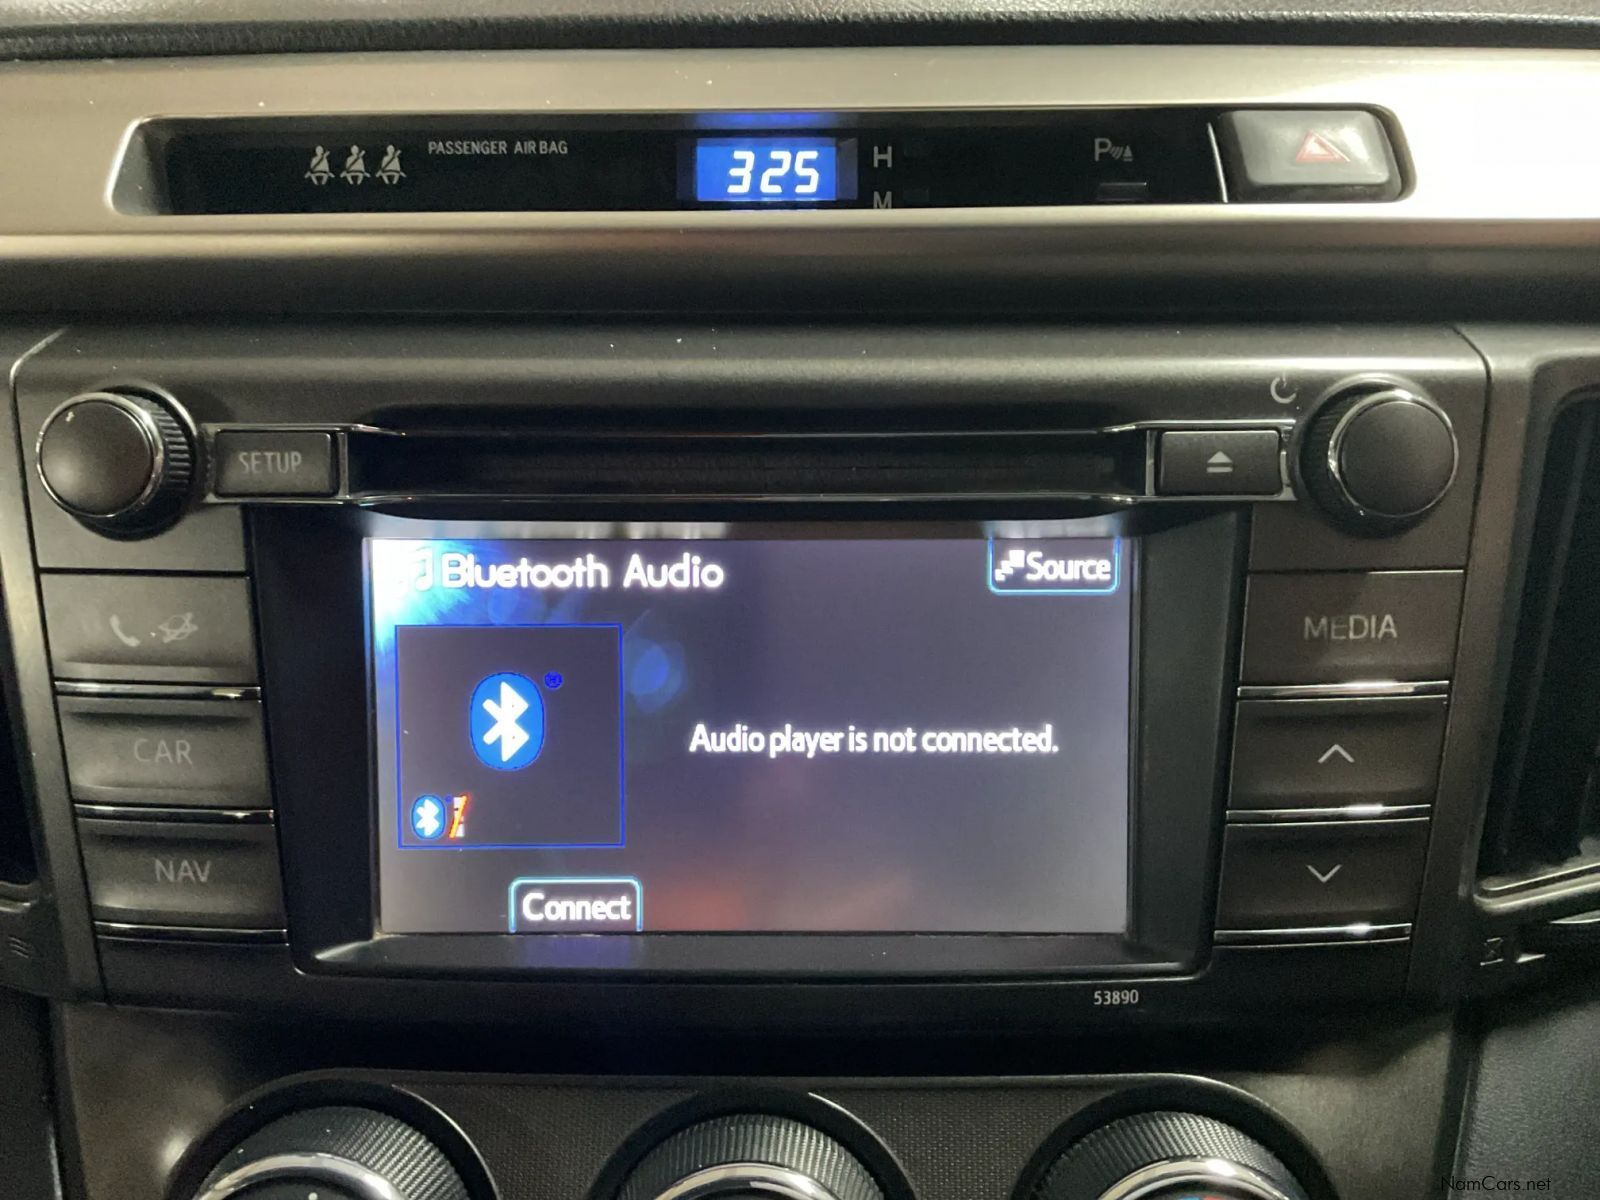 PASSENGER AIR BAG
325
H
M
P
SETUP
MEDIA
CAR
NAV
Bluetooth Audio
Source
Audio player is not connected.
Connect
53890
NamCars.net